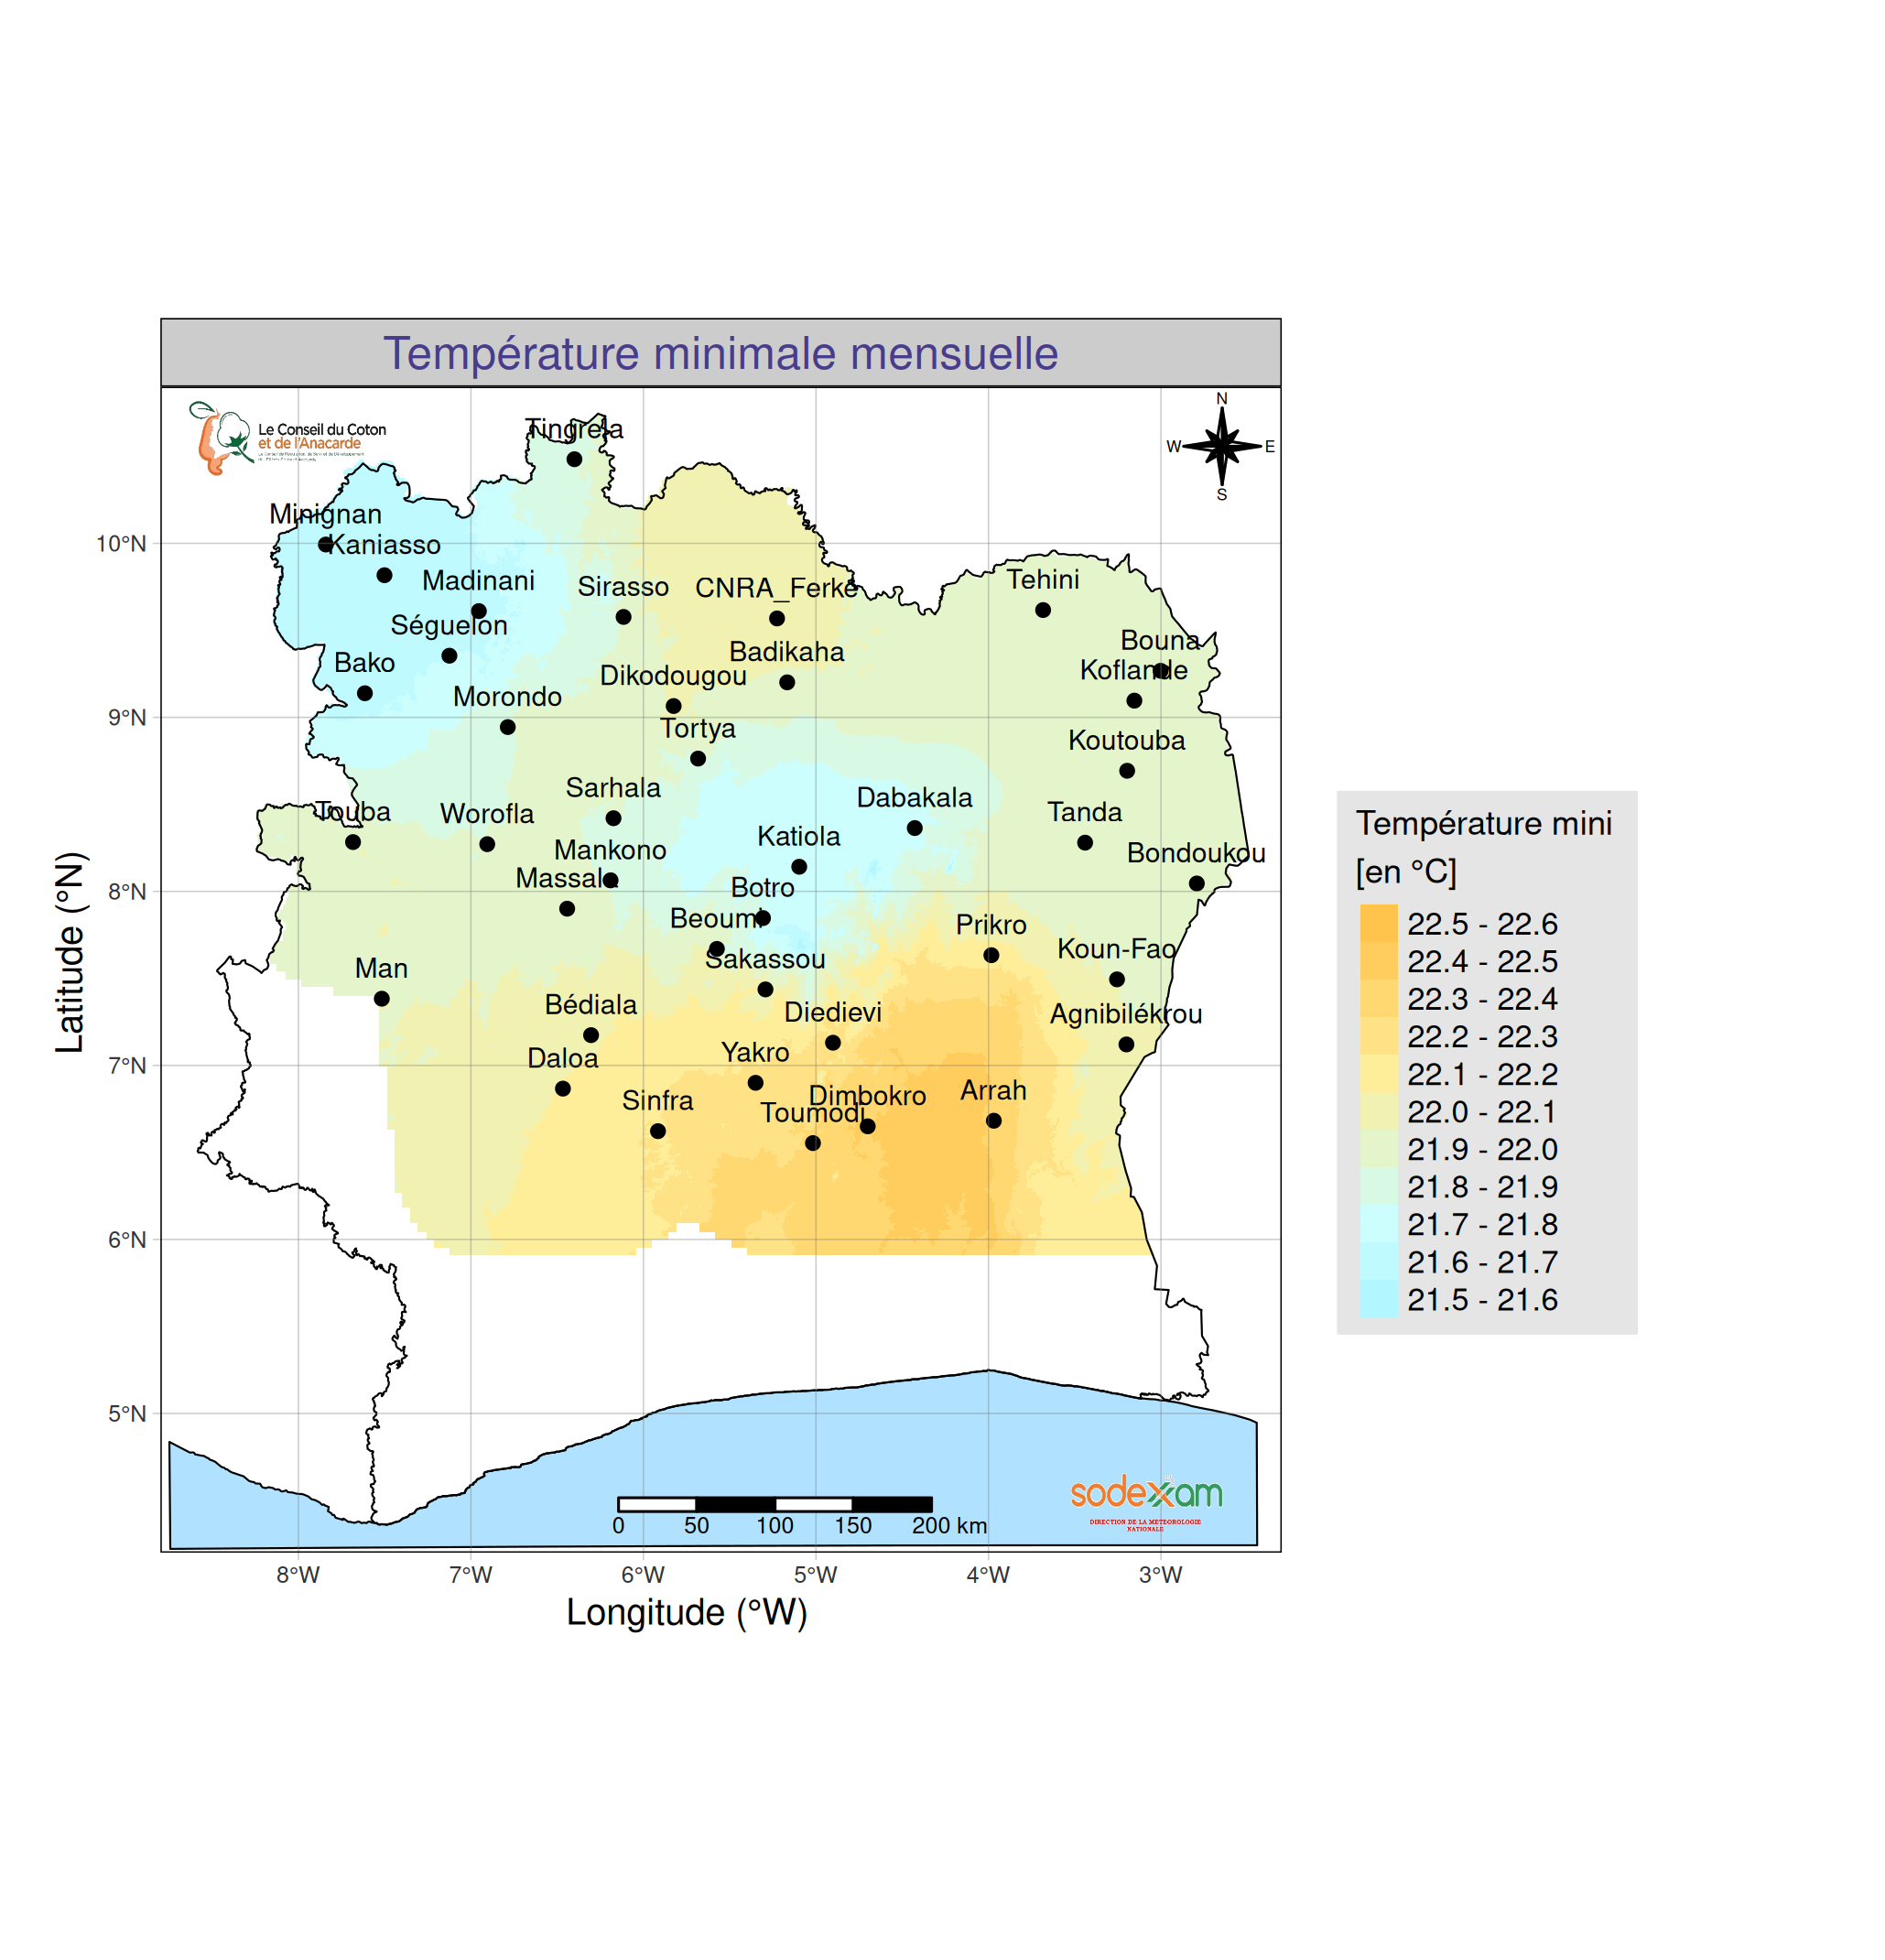 Température minimale mensuelle
Le Conseil du Coton
et de l'Anacarde
N
W
E
S
Tingrela
Minignan
Kaniasso
Madinani
Sirasso
CNRA_Ferke
Tehini
Séguelon
Bouna
Badikaha
Koflande
Bako
Dikodougou
Morondo
Tortya
Koutouba
Sarhala
Dabakala
Touba
Worofla
Tanda
Katiola
Mankono
Bondoukou
Massala
Botro
Beoumi
Prikro
Sakassou
Koun-Fao
Man
Bédiala
Diedievi
Agnibilékrou
Daloa
Yakro
Sinfra
Dimbokro
Arrah
Toumodi
10°N
9°N
8°N
7°N
6°N
5°N
Latitude (°N)
0
50
100
150
200 km
sodexam
DIRECTION DE LA METEOROLOGIE
NATIONALE
8°W
7°W
6°W
5°W
4°W
3°W
Longitude (°W)
Température mini
[en °C]
22.5 - 22.6
22.4 - 22.5
22.3 - 22.4
22.2 - 22.3
22.1 - 22.2
22.0 - 22.1
21.9 - 22.0
21.8 - 21.9
21.7 - 21.8
21.6 - 21.7
21.5 - 21.6